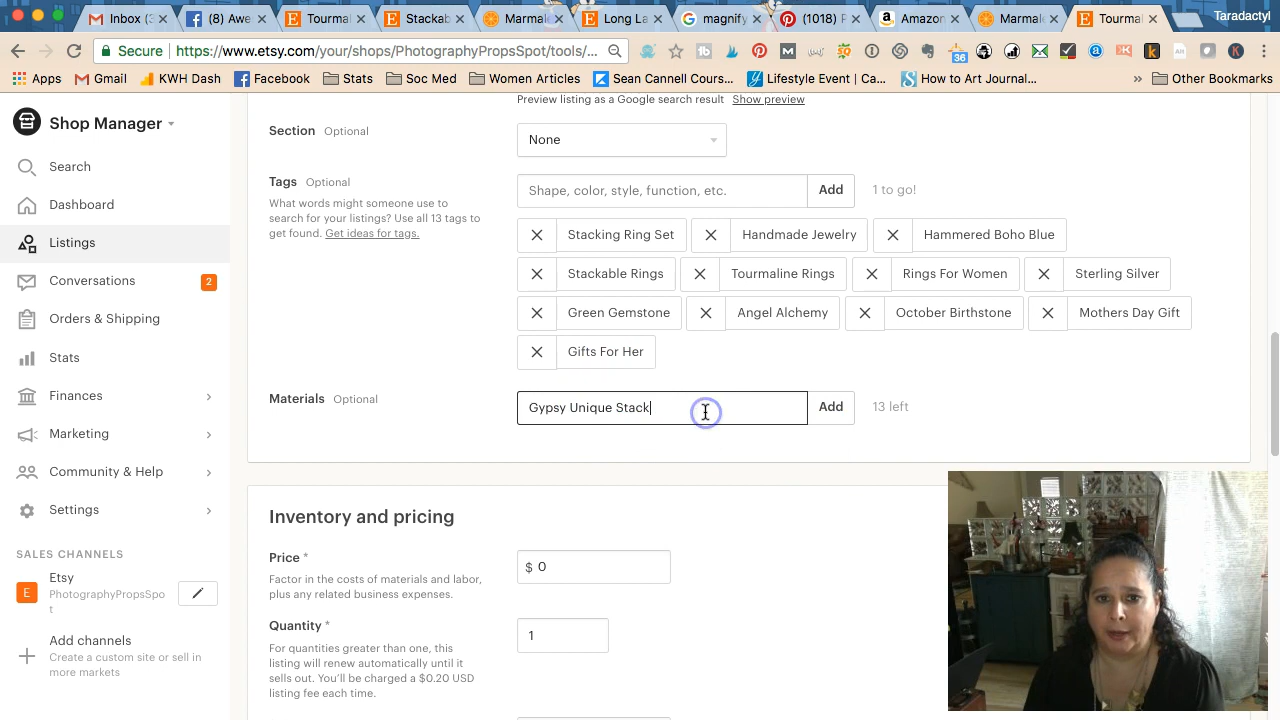 Inbox (3
(8) Awe
Tourmal
Stackab
Marmale
Long La
magnify
(1018) P
Amazon
Marmale
Tourmal
Taradactyl
Secure
https://www.etsy.com/your/shops/PhotographyPropsSpot/tools/...
36
Apps
Gmail
KWH Dash
Facebook
Stats
Soc Med
Women Articles
Sean Cannell Cours...
Lifestyle Event | Ca...
How to Art Journal...
»
Other Bookmarks
Shop Manager
Search
Dashboard
Listings
Conversations
2
Orders & Shipping
Stats
Finances
Marketing
Community & Help
Settings
SALES CHANNELS
E
Etsy
PhotographyPropsSpo
t
Add channels
Create a custom site or sell in
more markets
Preview listing as a Google search result Show preview
Section Optional
None
Tags Optional
What words might someone use to
search for your listings? Use all 13 tags to
get found. Get ideas for tags.
Shape, color, style, function, etc.
Add
1 to go!
Stacking Ring Set
Handmade Jewelry
Hammered Boho Blue
Stackable Rings
Tourmaline Rings
Rings For Women
Sterling Silver
Green Gemstone
Angel Alchemy
October Birthstone
Mothers Day Gift
Gifts For Her
Materials Optional
Gypsy Unique Stack
Add
13 left
Inventory and pricing
Price *
Factor in the costs of materials and labor,
plus any related business expenses.
$ 0
Quantity *
For quantities greater than one, this
listing will renew automatically until it
sells out. You'll be charged a $0.20 USD
listing fee each time.
1